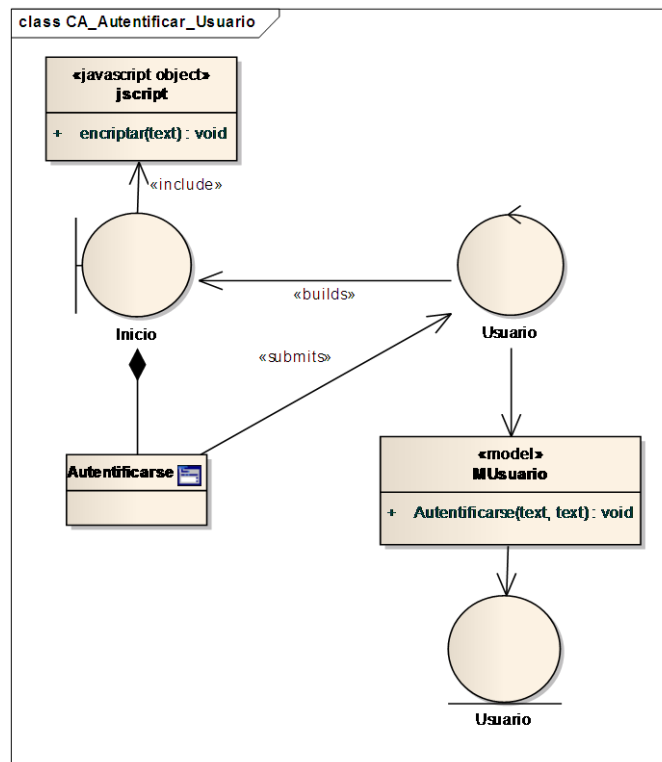 class CA_Autentificar_Usuario
«javascript object»
jscript
+ encriptar(text) : void
«include»
Inicio
«builds»
Usuario
«submits»
Autentificarse
«model»
MUsuario
+ Autentificarse(text, text) : void
Usuario